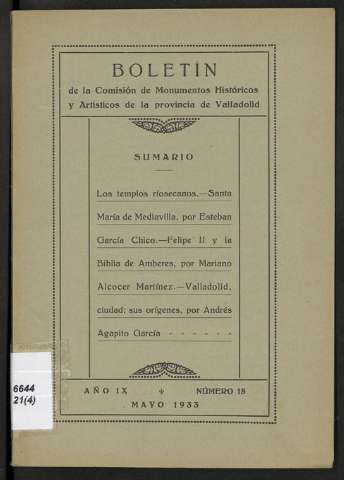 BOLETÍN
de la Comisión de Monumentos Históricos
y Artísticos de la provincia de Valladolid
SUMARIO
Los templos riosecanos.—Santa
María de Mediavilla, por Esteban
García Chico.—Felipe II y la
Biblia de Amberes, por Mariano
Alcocer Martínez.—Valladolid,
ciudad; sus orígenes, por Andrés
Agapito García - - - - - -
AÑO IX + NÚMERO 18
MAYO 1933
6644
21(4)